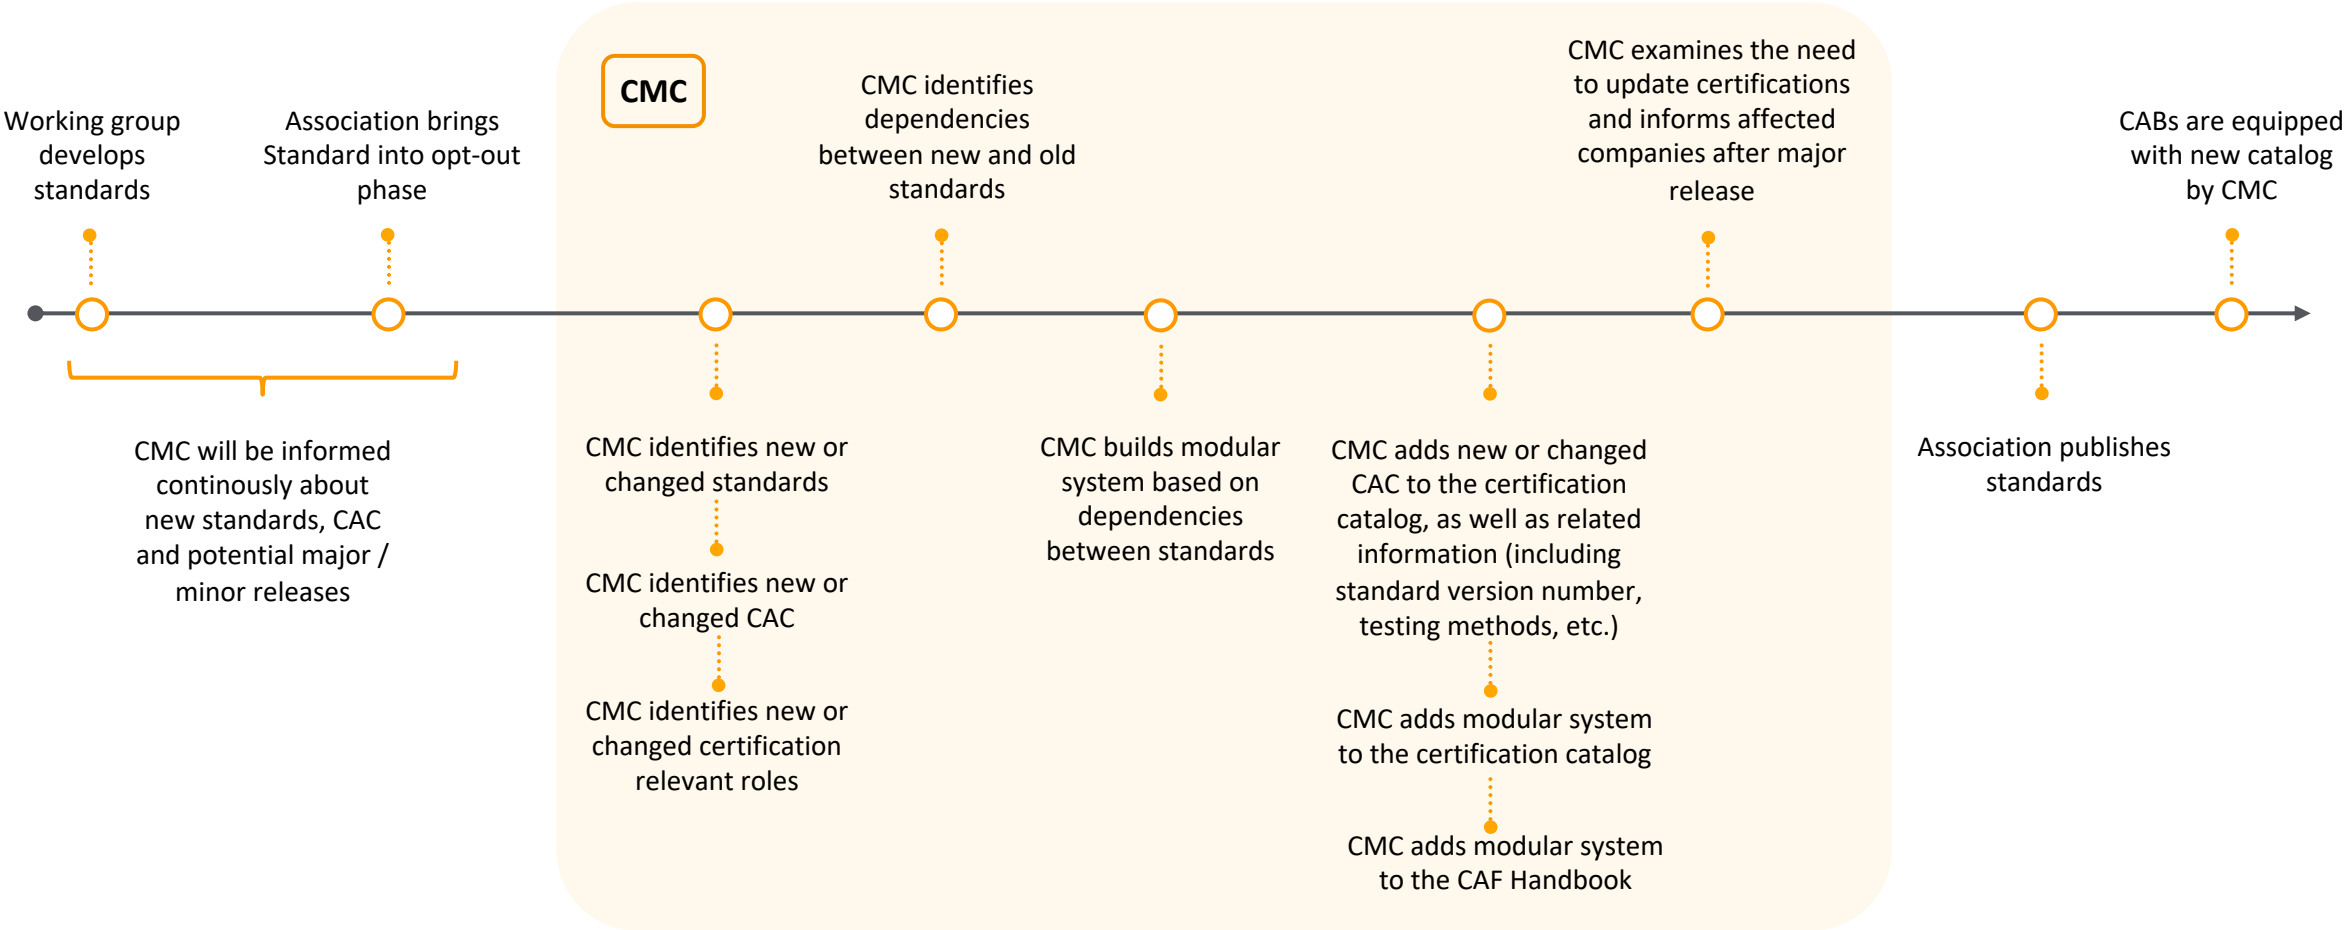 Working group
develops
standards
Association brings
Standard into opt-out
phase
CMC will be informed
continously about
new standards, CAC
and potential major /
minor releases
CMC
CMC identifies new or
changed standards
CMC identifies new or
changed CAC
CMC identifies new or
changed certification
relevant roles
CMC identifies
dependencies
between new and old
standards
CMC builds modular
system based on
dependencies
between standards
CMC adds new or changed
CAC to the certification
catalog, as well as related
information (including
standard version number,
testing methods, etc.)
CMC adds modular system
to the certification catalog
CMC adds modular system
to the CAF Handbook
CMC examines the need
to update certifications
and informs affected
companies after major
release
Association publishes
standards
CABs are equipped
with new catalog
by CMC